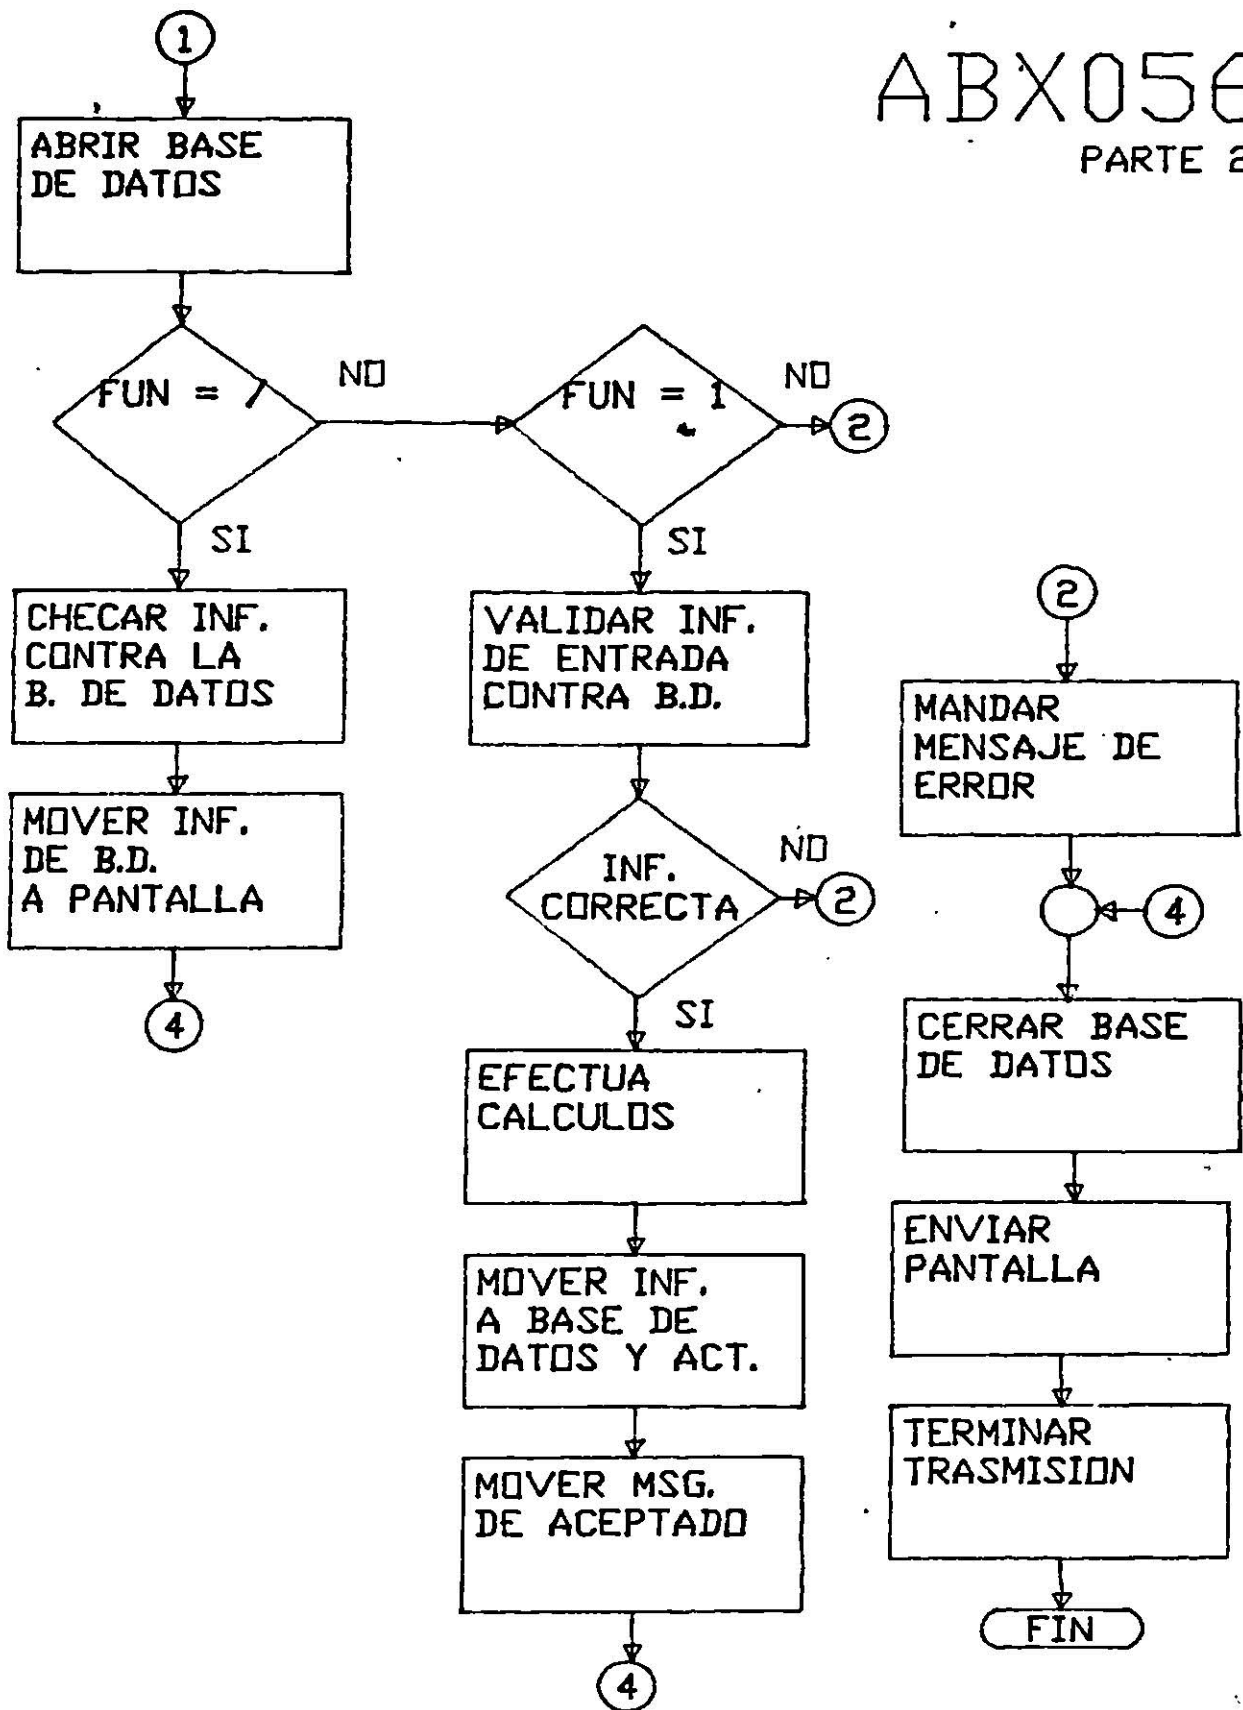 1
PARTE 2
ABRIR BASE
DE DATOS
FUN = /
NO
FUN = 1
NO
2
SI
SI
CHECAR INF.
CONTRA LA
B. DE DATOS
VALIDAR INF.
DE ENTRADA
CONTRA B.D.
2
MANDAR
MENSAJE DE
ERROR
MOVER INF.
DE B.D.
A PANTALLA
INF.
CORRECTA
NO
2
4
4
SI
CERRAR BASE
DE DATOS
EFECTUA
CALCULOS
ENVIAR
PANTALLA
MOVER INF.
A BASE DE
DATOS Y ACT.
TERMINAR
TRASMISION
MOVER MSG.
DE ACEPTADO
FIN
4